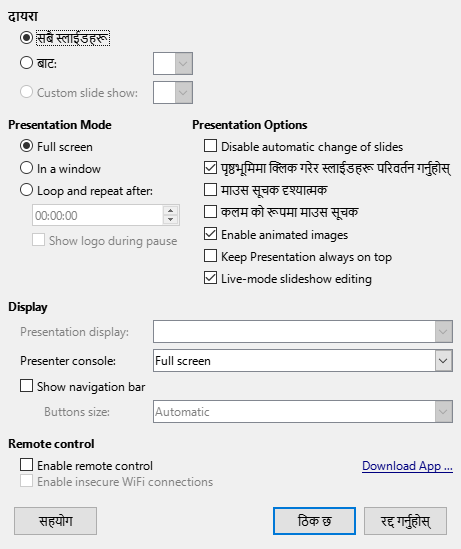 दायरा
सबै स्लाईडहरू
बाट:
Custom slide show:
Presentation Mode
Full screen
In a window
Loop and repeat after:
00:00:00
Show logo during pause
Presentation Options
Disable automatic change of slides
पृष्ठभूमिमा क्लिक गरेर स्लाईडहरू परिवर्तन गर्नुहोस्
माउस सूचक दृश्यात्मक
कलम को रूपमा माउस सूचक
Enable animated images
Keep Presentation always on top
Live-mode slideshow editing
Display
Presentation display:
Presenter console: Full screen
Show navigation bar
Buttons size: Automatic
Remote control
Enable remote control Download App ...
Enable insecure WiFi connections
सहयोग ठिक छ रद्द गर्नुहोस्